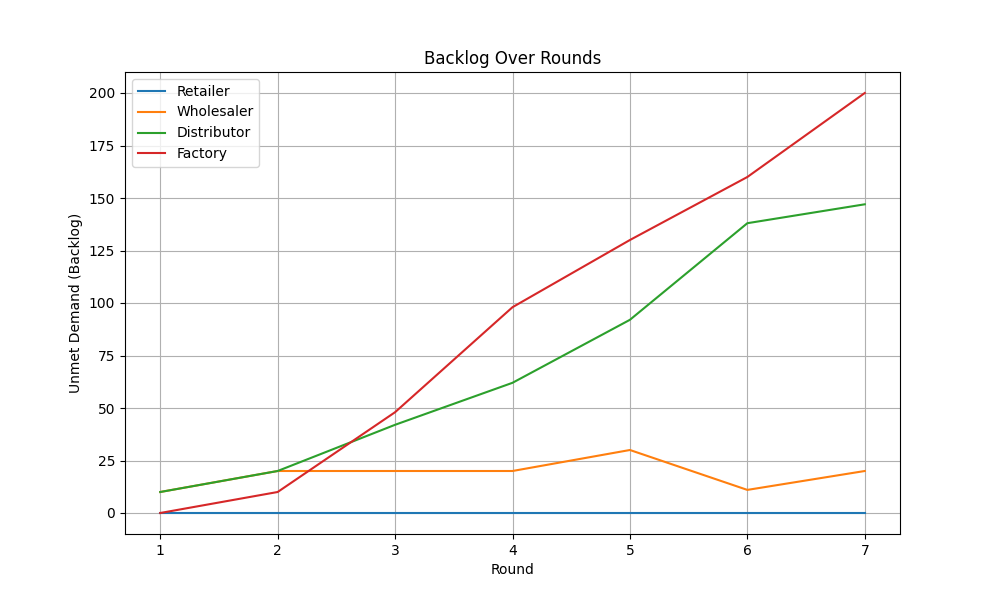 Backlog Over Rounds
Retailer
Wholesaler
Distributor
Factory
Unmet Demand (Backlog)
200
175
150
125
100
75
50
25
0
1 2 3 4 5 6 7
Round